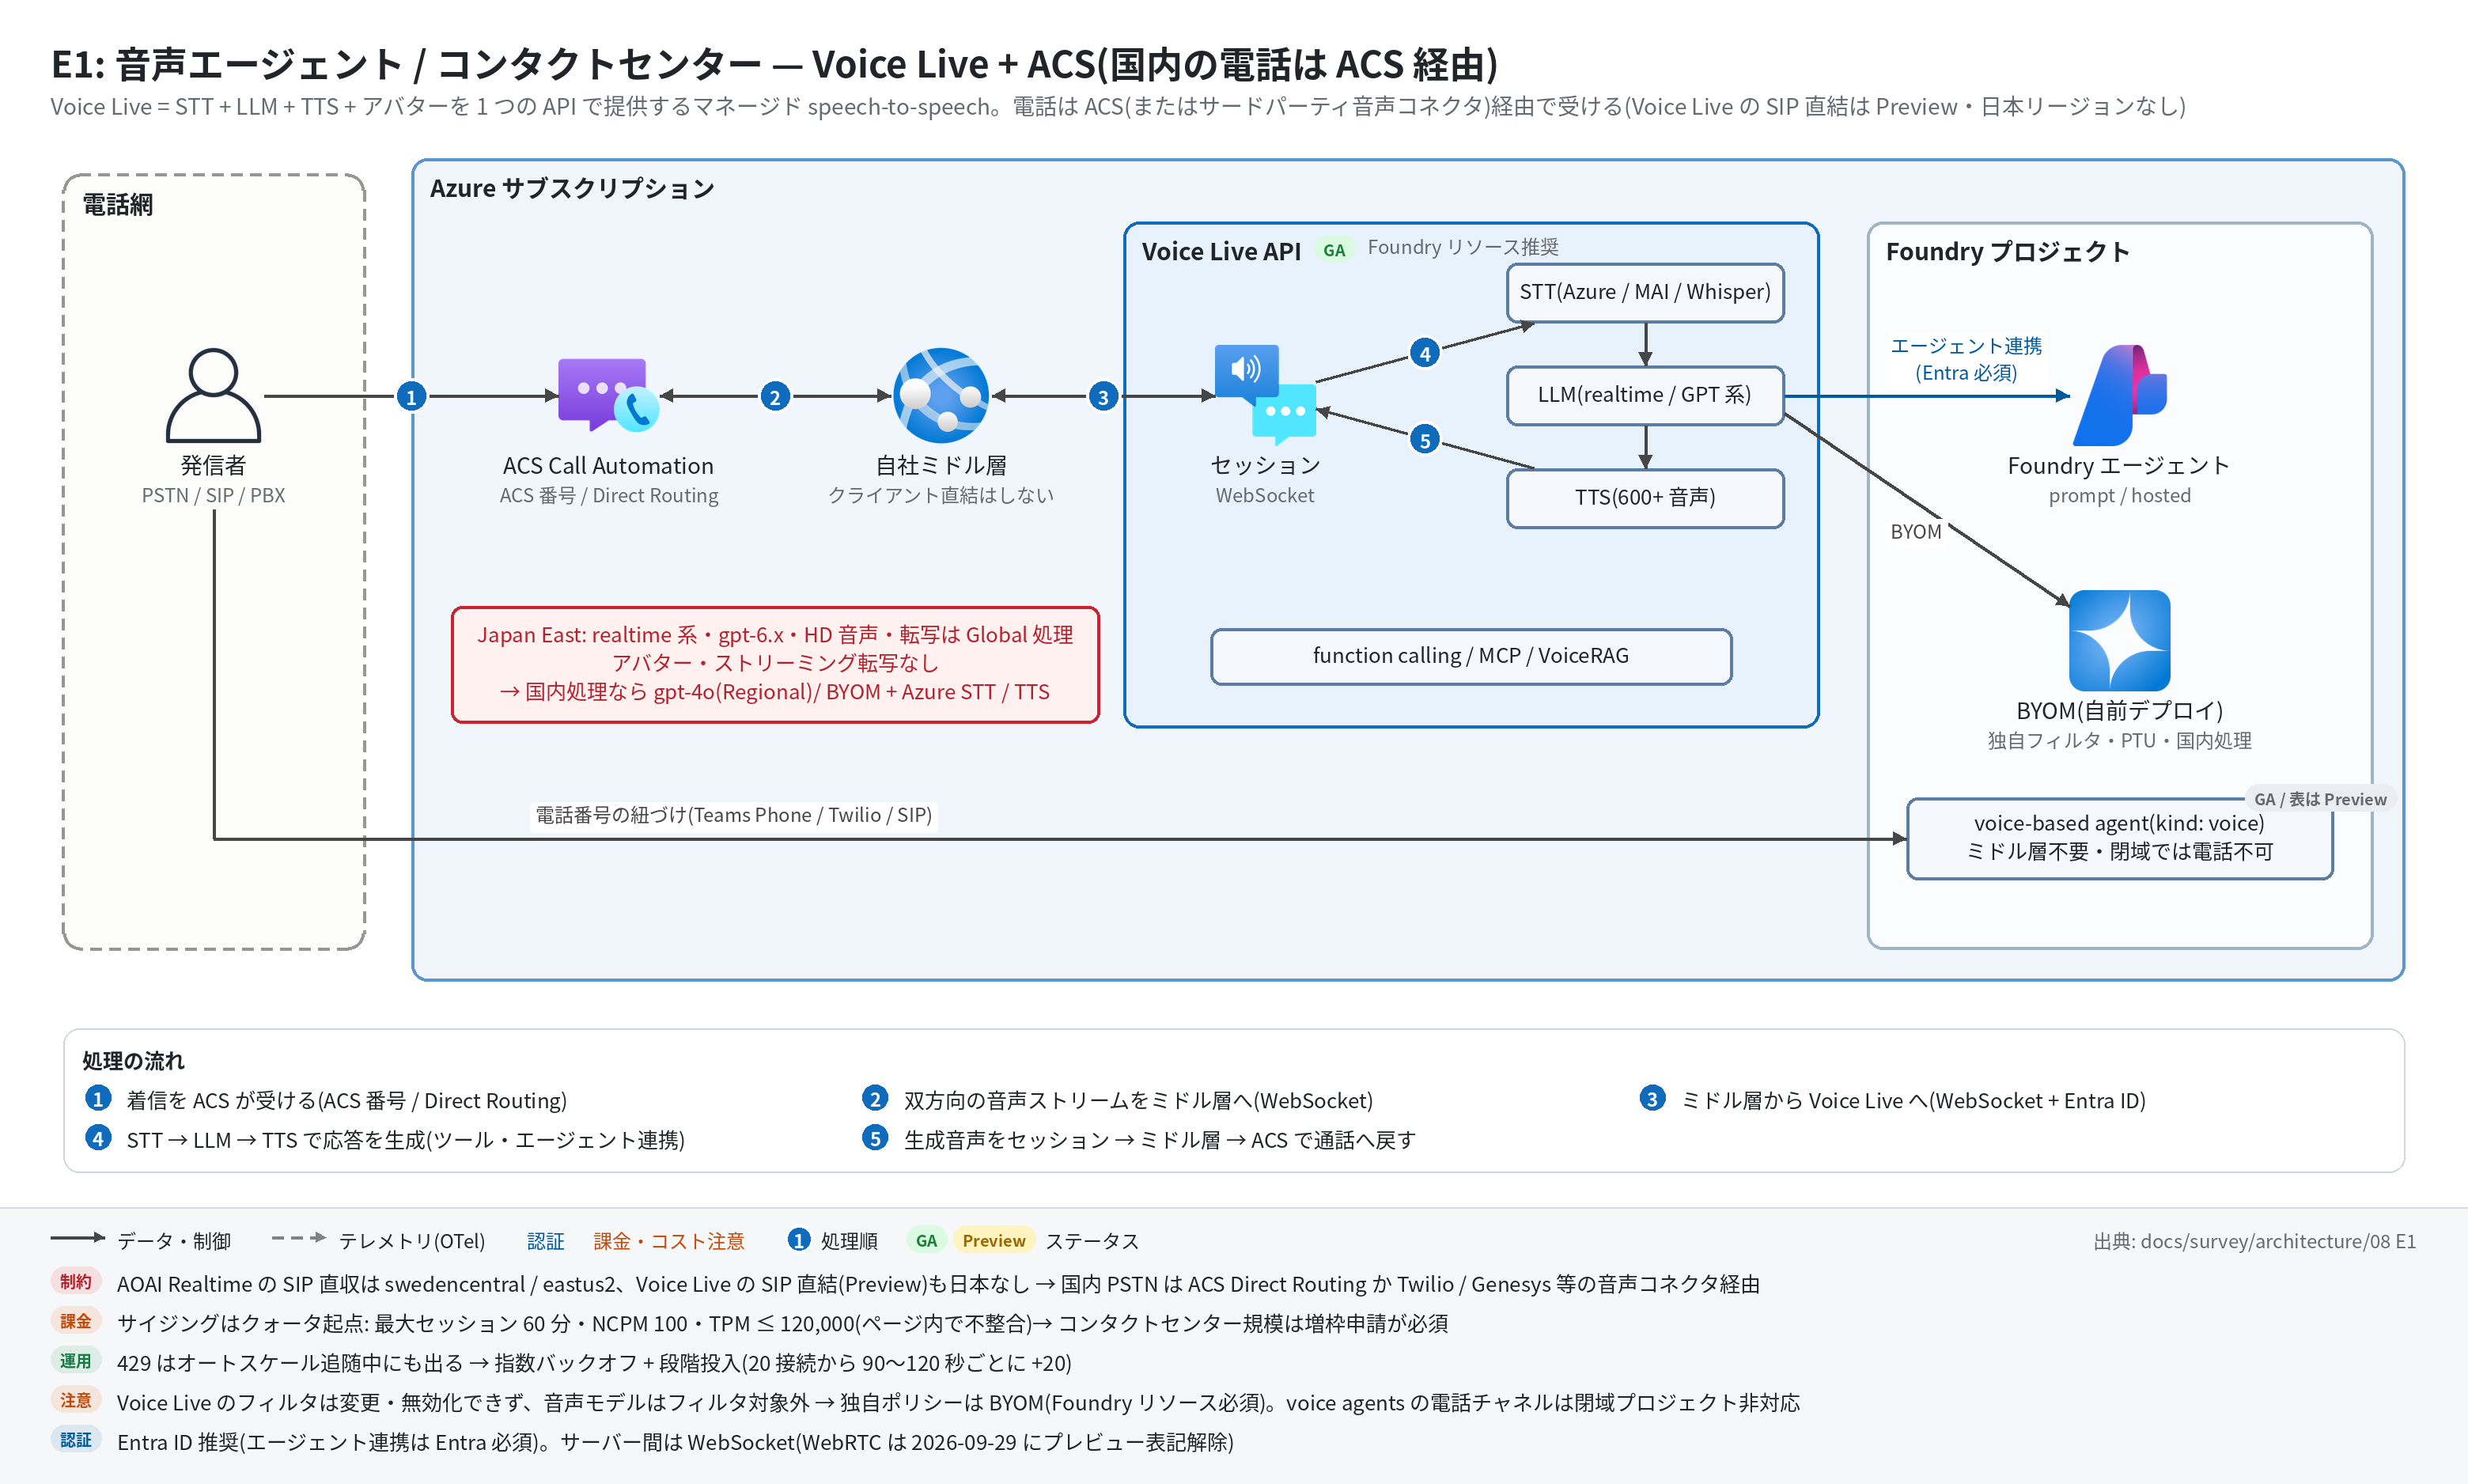 E1: 音声エージェント / コンタクトセンター — Voice Live + ACS(国内の電話は ACS 経由)
Voice Live = STT + LLM + TTS + アバターを 1 つの API で提供するマネージド speech-to-speech。電話は ACS(またはサードパーティ音声コネクタ)経由で受ける(Voice Live の SIP 直結は Preview・日本リージョンなし)
電話網
発信者
PSTN / SIP / PBX
Azure サブスクリプション
1
ACS Call Automation
ACS 番号 / Direct Routing
2
自社ミドル層
クライアント直結はしない
3
Voice Live API
GA
Foundry リソース推奨
セッション
WebSocket
4
5
STT(Azure / MAI / Whisper)
LLM(realtime / GPT 系)
TTS(600+ 音声)
function calling / MCP / VoiceRAG
Japan East: realtime 系・gpt-6.x・HD 音声・転写は Global 処理
アバター・ストリーミング転写なし
→ 国内処理なら gpt-4o(Regional)/ BYOM + Azure STT / TTS
Foundry プロジェクト
エージェント連携
(Entra 必須)
Foundry エージェント
prompt / hosted
BYOM
BYOM(自前デプロイ)
独自フィルタ・PTU・国内処理
電話番号の紐づけ(Teams Phone / Twilio / SIP)
GA / 表は Preview
voice-based agent(kind: voice)
ミドル層不要・閉域では電話不可
処理の流れ
1 着信を ACS が受ける(ACS 番号 / Direct Routing)
2 双方向の音声ストリームをミドル層へ(WebSocket)
3 ミドル層から Voice Live へ(WebSocket + Entra ID)
4 STT → LLM → TTS で応答を生成(ツール・エージェント連携)
5 生成音声をセッション → ミドル層 → ACS で通話へ戻す
データ・制御 テレメトリ(OTel) 認証 課金・コスト注意 1 処理順 GA Preview ステータス
出典: docs/survey/architecture/08 E1
制約 AOAI Realtime の SIP 直収は swedencentral / eastus2、Voice Live の SIP 直結(Preview)も日本なし → 国内 PSTN は ACS Direct Routing か Twilio / Genesys 等の音声コネクタ経由
課金 サイジングはクォータ起点: 最大セッション 60 分・NCPM 100・TPM ≤ 120,000(ページ内で不整合)→ コンタクトセンター規模は増枠申請が必須
運用 429 はオートスケール追随中にも出る → 指数バックオフ + 段階投入(20 接続から 90〜120 秒ごとに +20)
注意 Voice Live のフィルタは変更・無効化できず、音声モデルはフィルタ対象外 → 独自ポリシーは BYOM(Foundry リソース必須)。voice agents の電話チャネルは閉域プロジェクト非対応
認証 Entra ID 推奨(エージェント連携は Entra 必須)。サーバー間は WebSocket(WebRTC は 2026-09-29 にプレビュー表記解除)